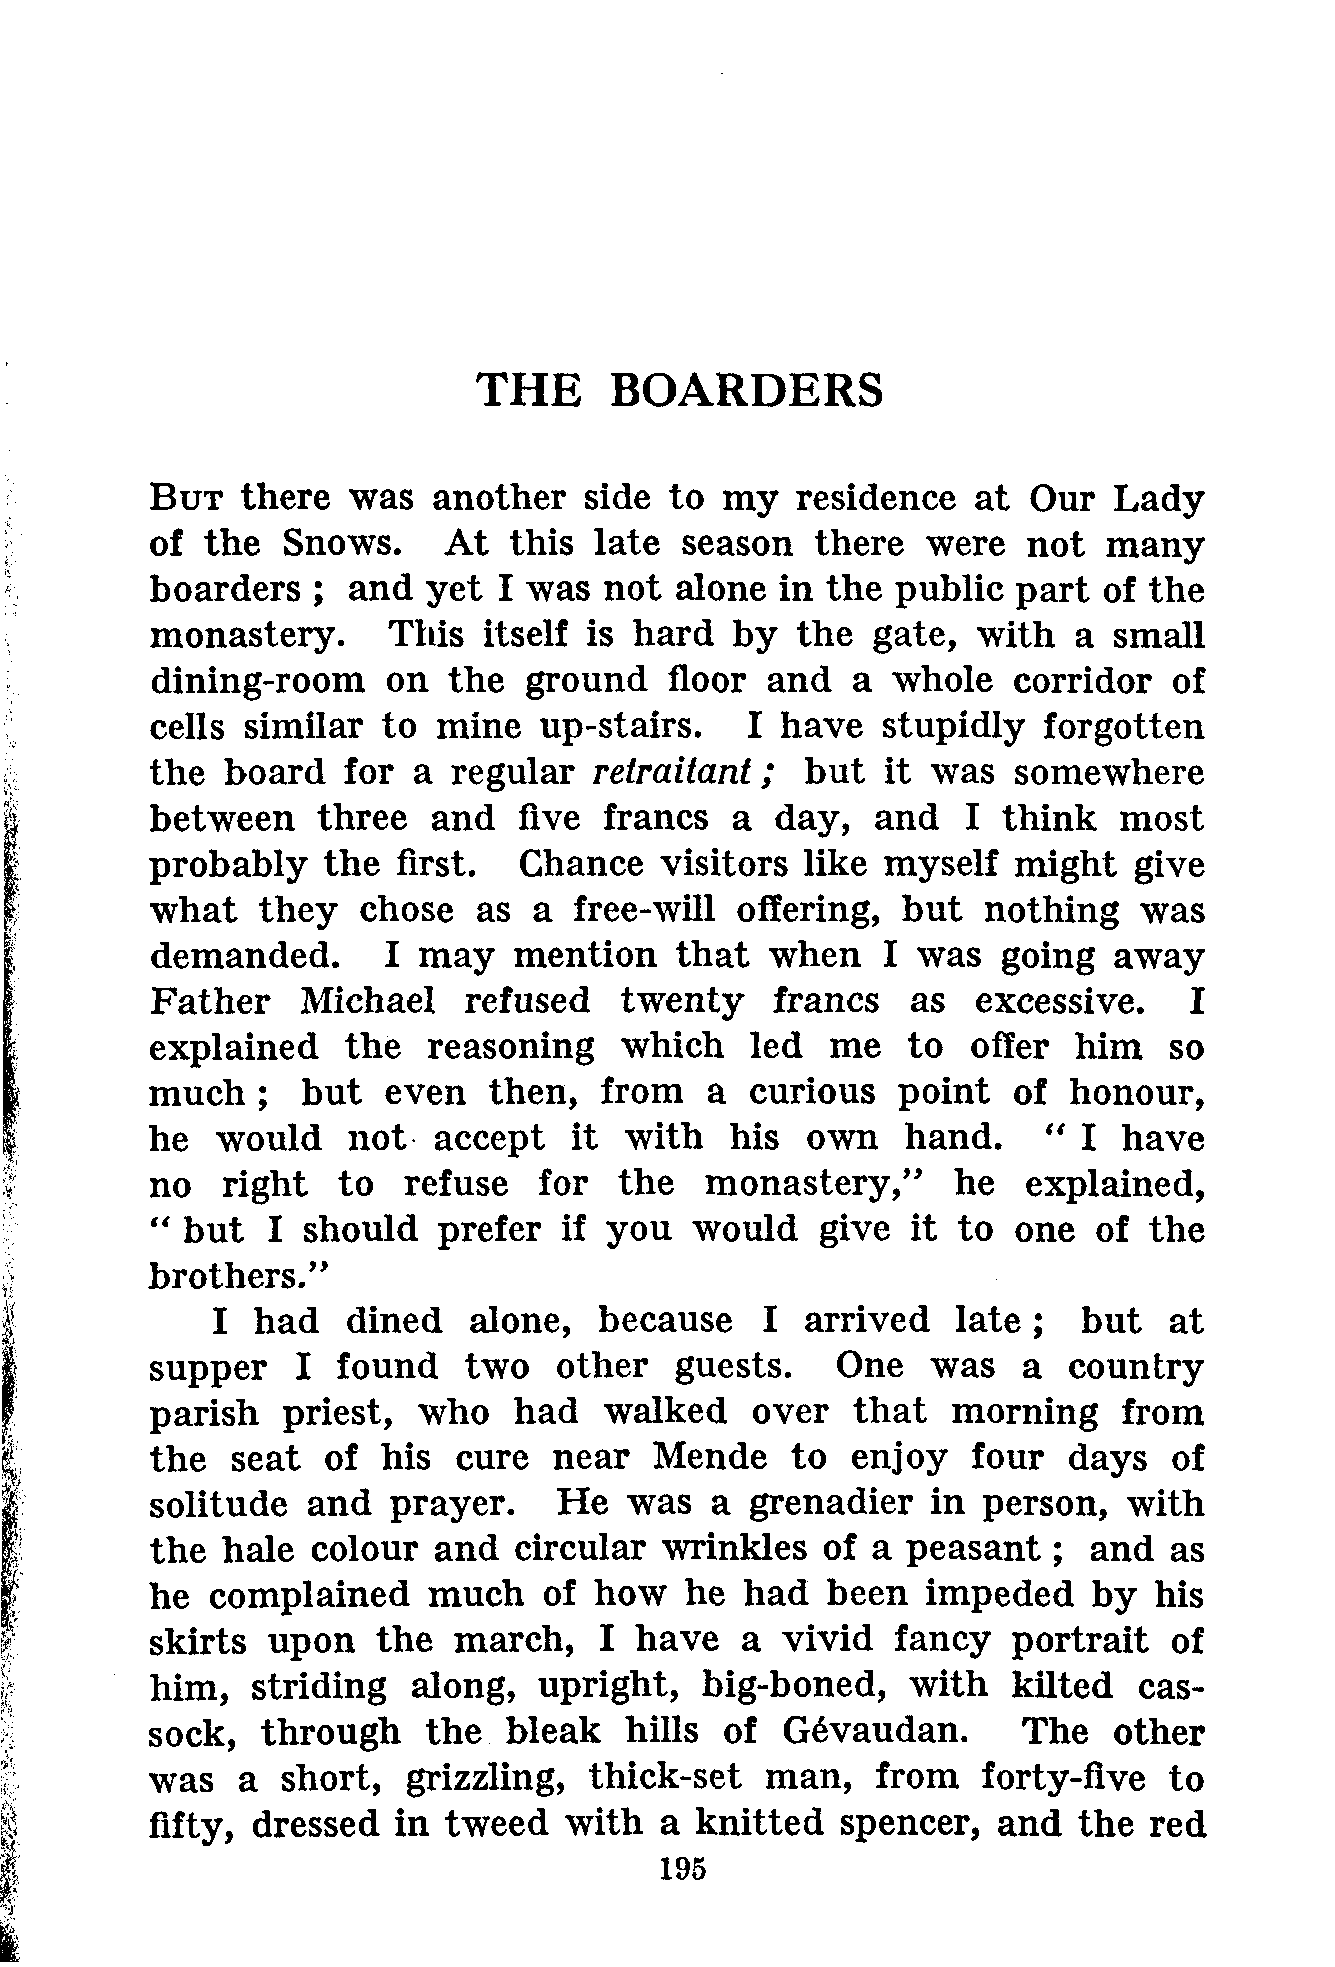 THE BOARDERS
BUT there was another side to my residence at Our Lady
of the Snows. At this late season there were not many
boarders ; and yet I was not alone in the public part of the
monastery. This itself is hard by the gate, with a small
dining-room on the ground floor and a whole corridor of
cells similar to mine up-stairs. I have stupidly forgotten
the board for a regular retraitant ; but it was somewhere
between three and five francs a day, and I think most
probably the first. Chance visitors like myself might give
what they chose as a free-will offering, but nothing was
demanded. I may mention that when I was going away
Father Michael refused twenty francs as excessive. I
explained the reasoning which led me to offer him so
much ; but even then, from a curious point of honour,
he would not accept it with his own hand. “ I have
no right to refuse for the monastery,” he explained,
“ but I should prefer if you would give it to one of the
brothers.”
I had dined alone, because I arrived late ; but at
supper I found two other guests. One was a country
parish priest, who had walked over that morning from
the seat of his cure near Mende to enjoy four days of
solitude and prayer. He was a grenadier in person, with
the hale colour and circular wrinkles of a peasant ; and as
he complained much of how he had been impeded by his
skirts upon the march, I have a vivid fancy portrait of
him, striding along, upright, big-boned, with kilted cas-
sock, through the bleak hills of Gévaudan. The other
was a short, grizzling, thick-set man, from forty-five to
fifty, dressed in tweed with a knitted spencer, and the red
195